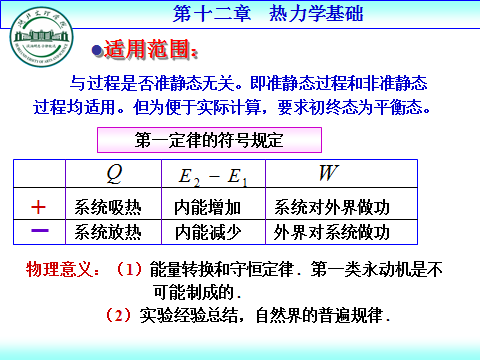 第十二章 热力学基础
●适用范围：
与过程是否准静态无关。即准静态过程和非准静态
过程均适用。但为便于实际计算，要求初终态为平衡态。
第一定律的符号规定
Q E₂ − E₁ W
+ 系统吸热 内能增加 系统对外界做功
− 系统放热 内能减少 外界对系统做功
物理意义：（1）能量转换和守恒定律. 第一类永动机是不
可能制成的.
（2）实验经验总结，自然界的普遍规律.